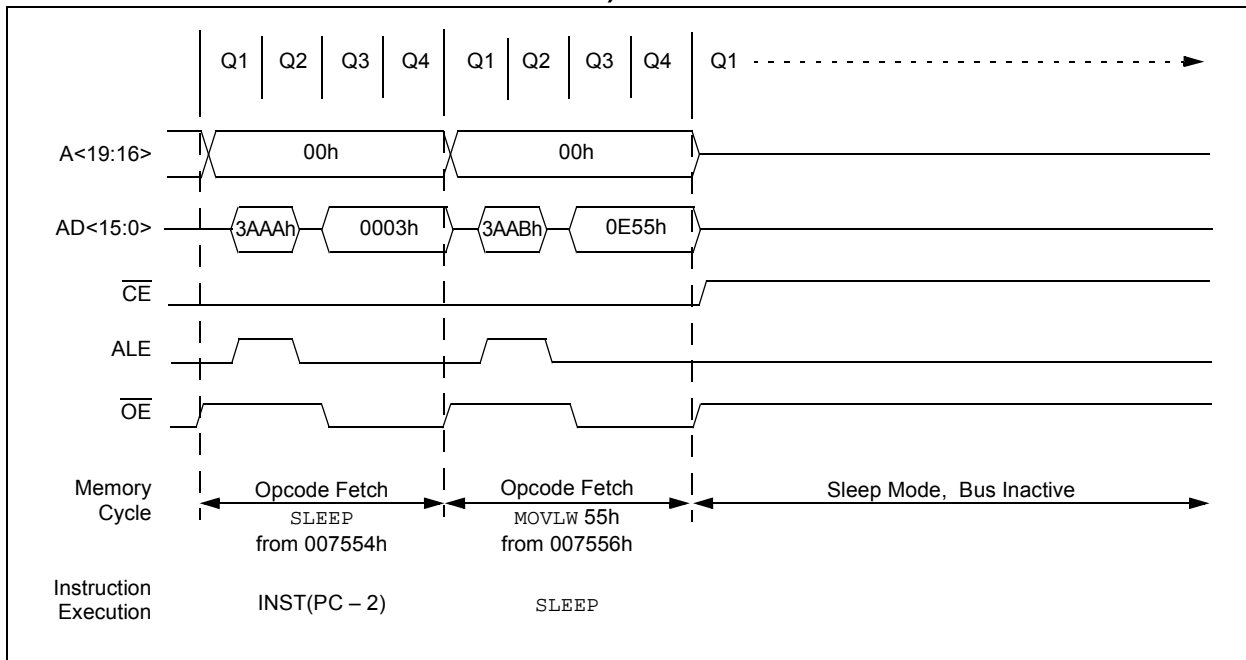 Q1 Q2 Q3 Q4 Q1 Q2 Q3 Q4 Q1
A<19:16> 00h 00h
AD<15:0> 3AAAh 0003h 3AABh 0E55h
CE
ALE
OE
Memory Cycle
Opcode Fetch
SLEEP
from 007554h
Opcode Fetch
MOVLW 55h
from 007556h
Sleep Mode, Bus Inactive
Instruction Execution
INST(PC – 2) SLEEP